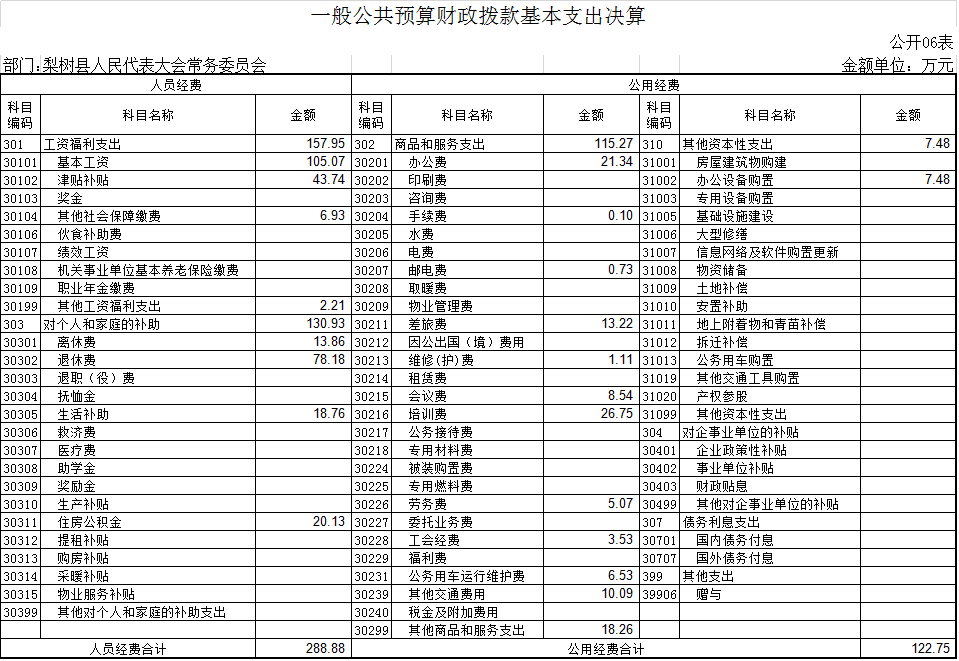 一般公共预算财政拨款基本支出决算
公开06表
部门:梨树县人民代表大会常务委员会 金额单位：万元
人员经费 公用经费
科目编码 科目名称 金额 科目编码 科目名称 金额 科目编码 科目名称 金额
301 工资福利支出 157.95 302 商品和服务支出 115.27 310 其他资本性支出 7.48
30101 基本工资 105.07 30201 办公费 21.34 31001 房屋建筑物购建
30102 津贴补贴 43.74 30202 印刷费 31002 办公设备购置 7.48
30103 奖金 30203 咨询费 31003 专用设备购置
30104 其他社会保障缴费 6.93 30204 手续费 0.10 31005 基础设施建设
30106 伙食补助费 30205 水费 31006 大型修缮
30107 绩效工资 30206 电费 31007 信息网络及软件购置更新
30108 机关事业单位基本养老保险缴费 30207 邮电费 0.73 31008 物资储备
30109 职业年金缴费 30208 取暖费 31009 土地补偿
30199 其他工资福利支出 2.21 30209 物业管理费 31010 安置补助
303 对个人和家庭的补助 130.93 30211 差旅费 13.22 31011 地上附着物和青苗补偿
30301 离休费 13.86 30212 因公出国（境）费用 31012 拆迁补偿
30302 退休费 78.18 30213 维修(护)费 1.11 31013 公务用车购置
30303 退职（役）费 30214 租赁费 31019 其他交通工具购置
30304 抚恤金 30215 会议费 8.54 31020 产权参股
30305 生活补助 18.76 30216 培训费 26.75 31099 其他资本性支出
30306 救济费 30217 公务接待费 304 对企事业单位的补贴
30307 医疗费 30218 专用材料费 30401 企业政策性补贴
30308 助学金 30224 被装购置费 30402 事业单位补贴
30309 奖励金 30225 专用燃料费 30403 财政贴息
30310 生产补贴 30226 劳务费 5.07 30499 其他对企事业单位的补贴
30311 住房公积金 20.13 30227 委托业务费 307 债务利息支出
30312 提租补贴 30228 工会经费 3.53 30701 国内债务付息
30313 购房补贴 30229 福利费 30707 国外债务付息
30314 采暖补贴 30231 公务用车运行维护费 6.53 399 其他支出
30315 物业服务补贴 30239 其他交通费用 10.09 39906 赠与
30399 其他对个人和家庭的补助支出 30240 税金及附加费用
30299 其他商品和服务支出 18.26
人员经费合计 288.88 公用经费合计 122.75